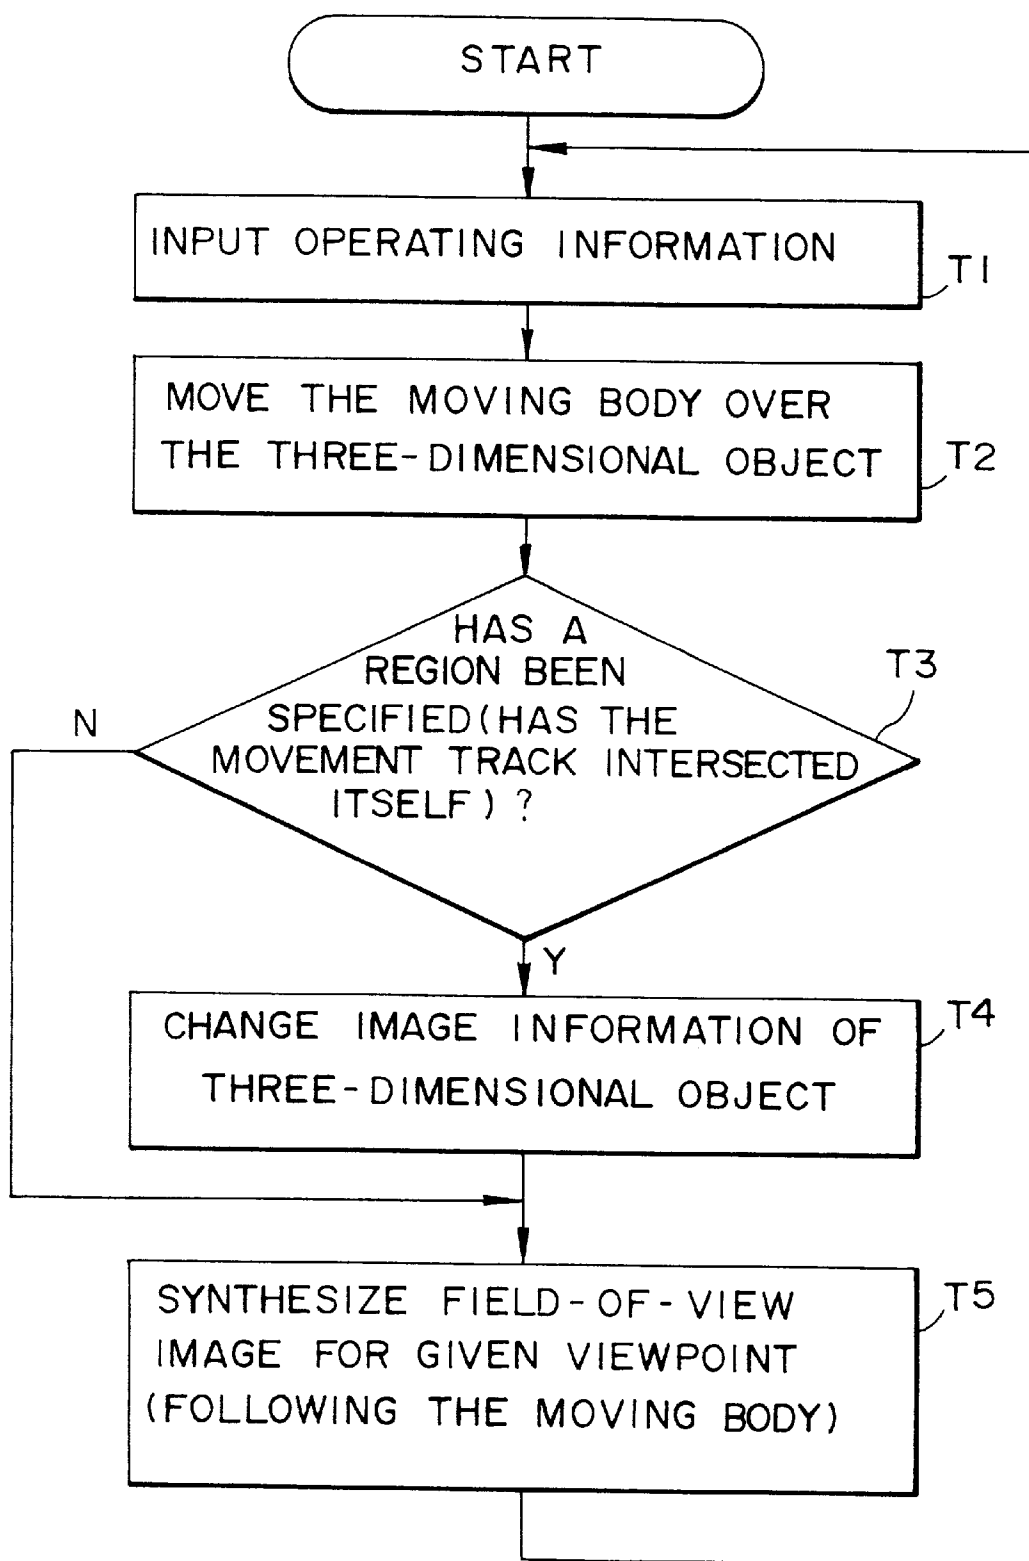 START
INPUT OPERATING INFORMATION
T1
MOVE THE MOVING BODY OVER
THE THREE-DIMENSIONAL OBJECT
T2
HAS A
REGION BEEN
SPECIFIED(HAS THE
MOVEMENT TRACK INTERSECTED
ITSELF)?
T3
N
Y
CHANGE IMAGE INFORMATION OF
THREE-DIMENSIONAL OBJECT
T4
SYNTHESIZE FIELD-OF-VIEW
IMAGE FOR GIVEN VIEWPOINT
(FOLLOWING THE MOVING BODY)
T5